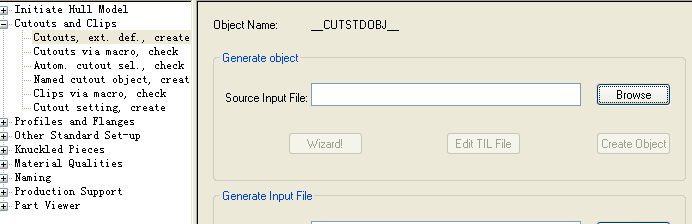 Initiate Hull Model
Cutouts and Clips
Cutouts, ext. def., create
Cutouts via macro, check
Autom. cutout sel., check
Named cutout object, creat
Clips via macro, check
Cutout setting, create
Profiles and Flanges
Other Standard Set-up
Knuckled Pieces
Material Qualities
Naming
Production Support
Part Viewer
Object Name: __CUTSTDOBJ__
Generate object
Source Input File: Browse
Wizard! Edit TIL File Create Object
Generate Input File